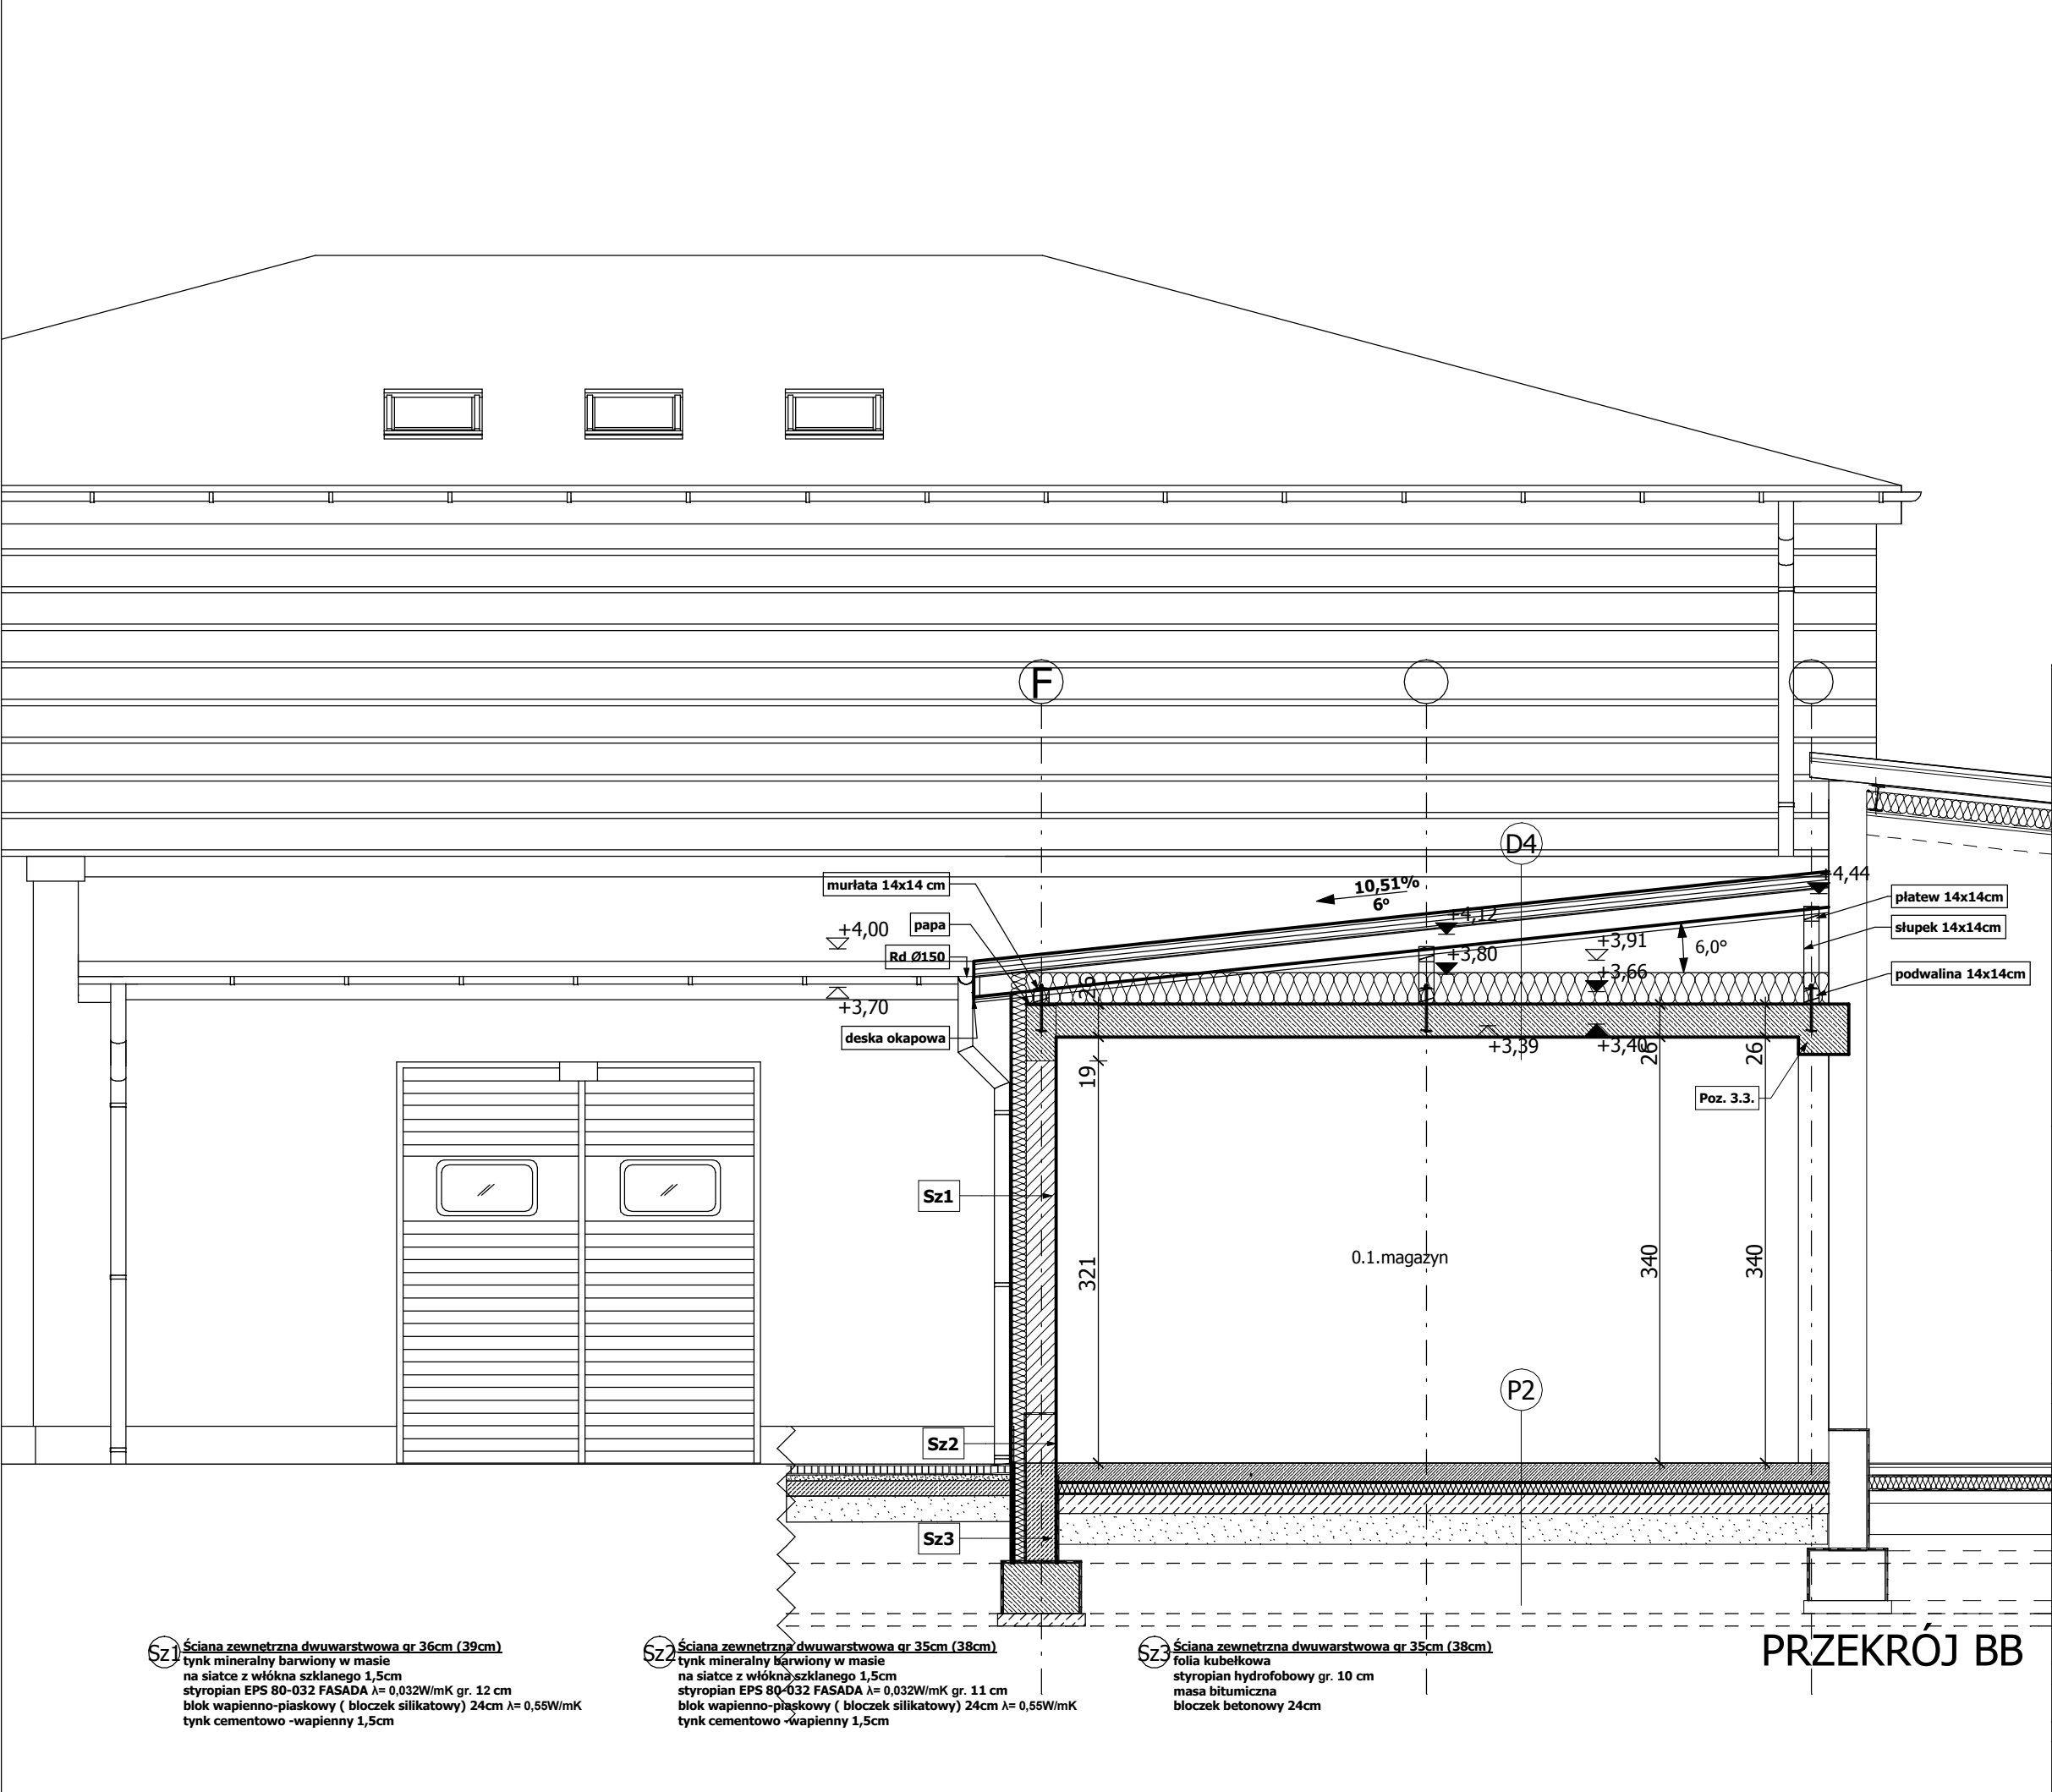 F
D4
murłata 14x14 cm
10,51%
6º
+4,44
płatew 14x14cm
papa
+4,12
słupek 14x14cm
+4,00
+3,91
6,0°
Rd Ø150
+3,80
+3,66
podwalina 14x14cm
26
+3,70
deska okapowa
+3,39
+3,40
26
26
19
Poz. 3.3.
Sz1
321
0.1.magazyn
340
340
P2
Sz2
Sz3
PRZEKRÓJ BB
Sz1
Ściana zewnętrzna dwuwarstwowa gr 36cm (39cm)
tynk mineralny barwiony w masie
na siatce z włókna szklanego 1,5cm
styropian EPS 80-032 FASADA λ= 0,032W/mK gr. 12 cm
blok wapienno-piaskowy ( bloczek silikatowy) 24cm λ= 0,55W/mK
tynk cementowo -wapienny 1,5cm
Sz2
Ściana zewnętrzna dwuwarstwowa gr 35cm (38cm)
tynk mineralny barwiony w masie
na siatce z włókna szklanego 1,5cm
styropian EPS 80-032 FASADA λ= 0,032W/mK gr. 11 cm
blok wapienno-piaskowy ( bloczek silikatowy) 24cm λ= 0,55W/mK
tynk cementowo -wapienny 1,5cm
Sz3
Ściana zewnętrzna dwuwarstwowa gr 35cm (38cm)
folia kubełkowa
styropian hydrofobowy gr. 10 cm
masa bitumiczna
bloczek betonowy 24cm